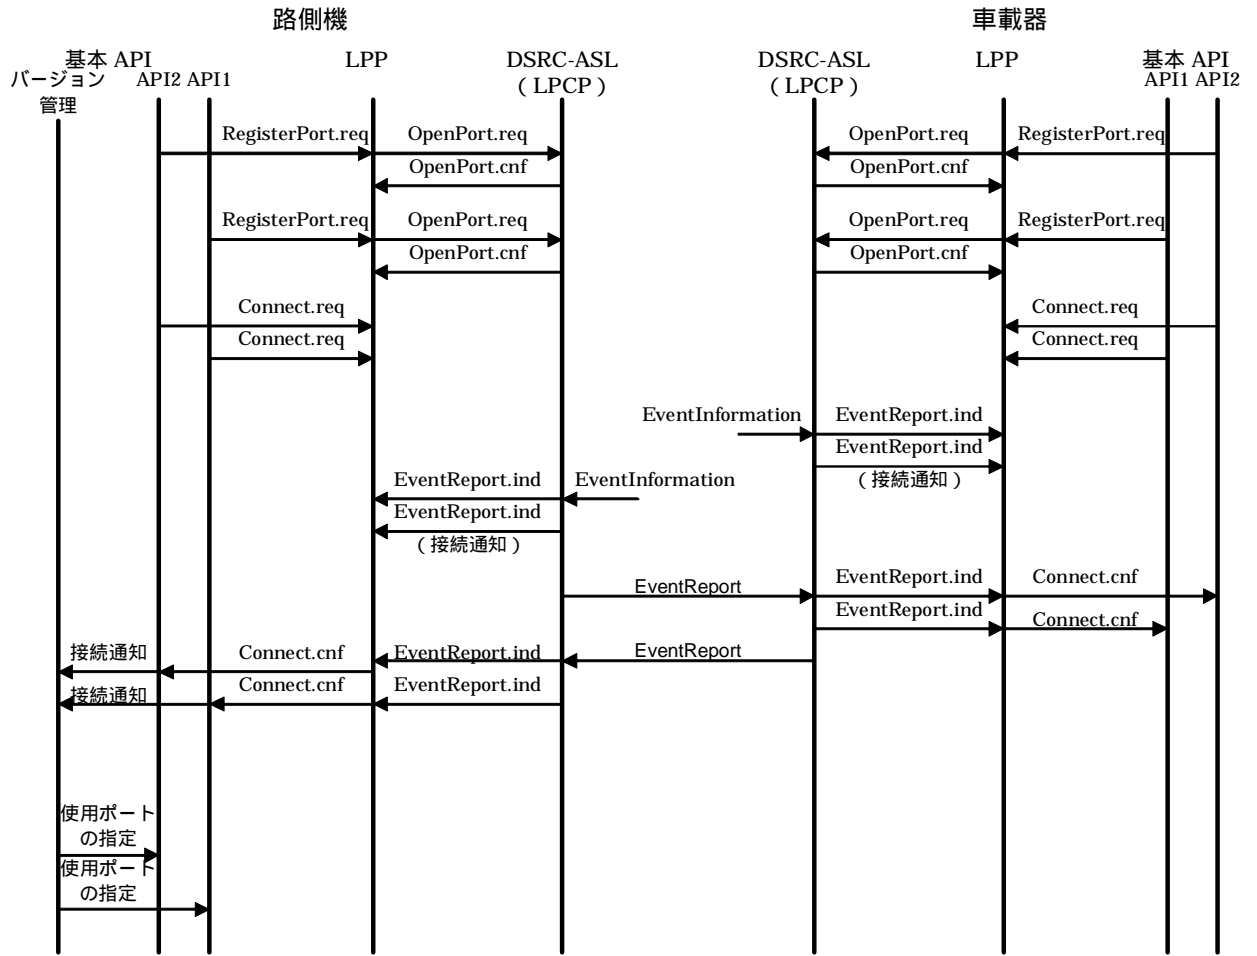 路側機
車載器
基本 API
LPP
DSRC-ASL
DSRC-ASL
LPP
基本 API
バージョン
API2 API1
( LPCP )
( LPCP )
API1 API2
管理
RegisterPort.req
OpenPort.req
OpenPort.req
RegisterPort.req
OpenPort.cnf
OpenPort.cnf
RegisterPort.req
OpenPort.req
OpenPort.req
RegisterPort.req
OpenPort.cnf
OpenPort.cnf
Connect.req
Connect.req
Connect.req
Connect.req
EventInformation
EventReport.ind
EventReport.ind
( 接続通知 )
EventReport.ind
EventInformation
EventReport.ind
( 接続通知 )
EventReport
EventReport.ind
Connect.cnf
EventReport.ind
Connect.cnf
接続通知
Connect.cnf
EventReport.ind
EventReport
接続通知
Connect.cnf
EventReport.ind
使用ポート
の指定
使用ポート
の指定